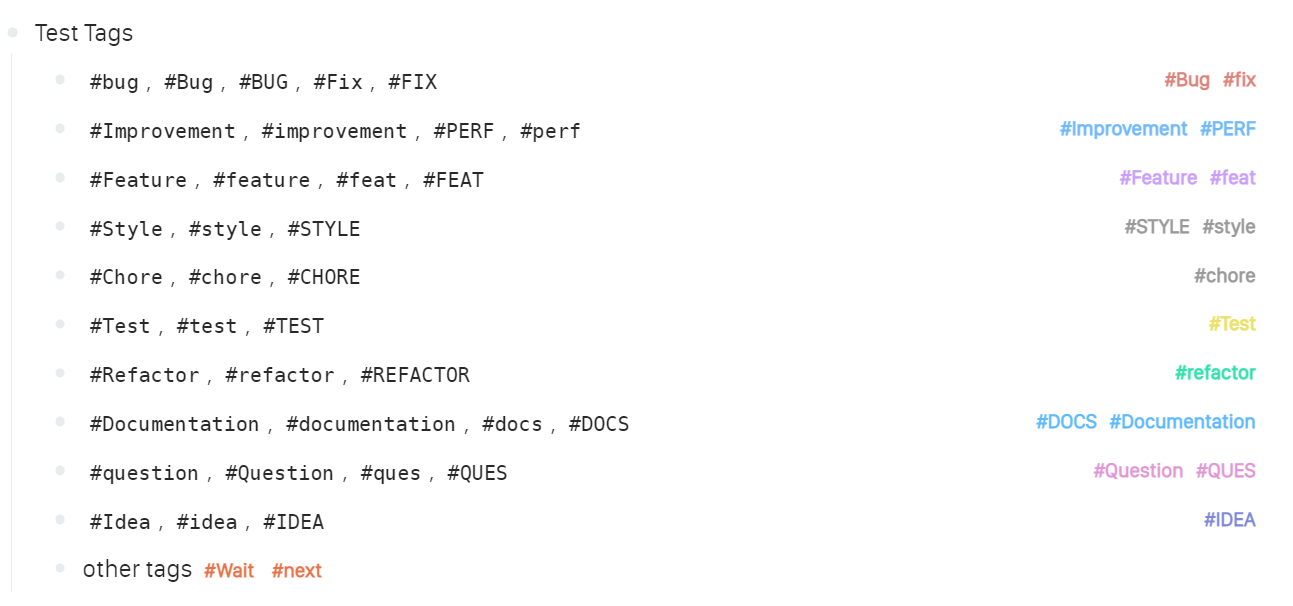 Test Tags
#bug, #Bug, #BUG, #Fix, #FIX #Bug #fix
#Improvement, #improvement, #PERF, #perf #Improvement #PERF
#Feature, #feature, #feat, #FEAT #Feature #feat
#Style, #style, #STYLE #STYLE #style
#Chore, #chore, #CHORE #chore
#Test, #test, #TEST #Test
#Refactor, #refactor, #REFACTOR #refactor
#Documentation, #documentation, #docs, #DOCS #DOCS #Documentation
#question, #Question, #ques, #QUES #Question #QUES
#Idea, #idea, #IDEA #IDEA
other tags #Wait #next